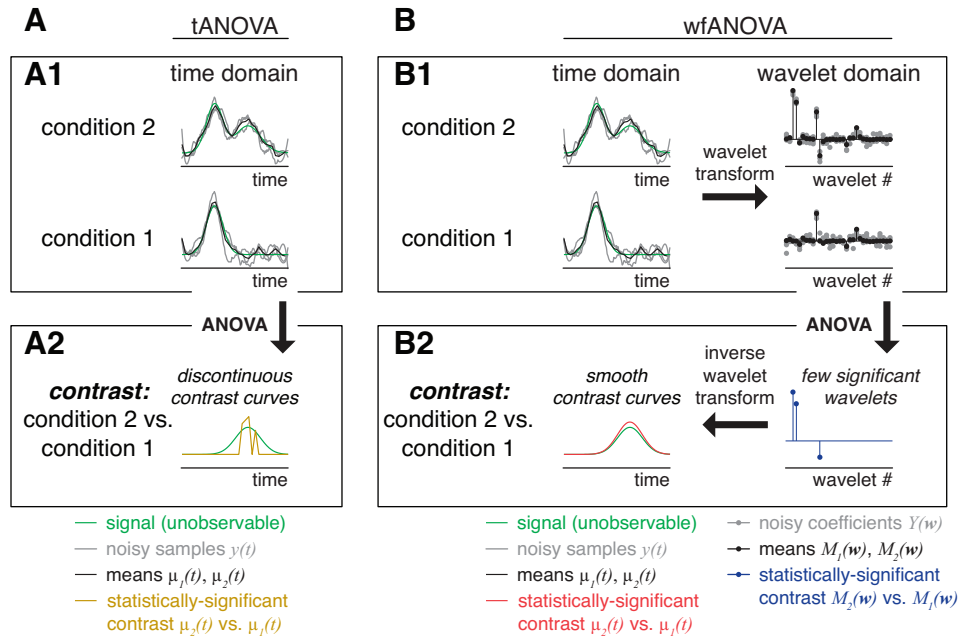 A
tANOVA
A1
time domain
condition 2
time
condition 1
time
ANOVA
A2
contrast:
condition 2 vs.
condition 1
discontinuous
contrast curves
time
signal (unobservable)
noisy samples y(t)
means μ₁(t), μ₂(t)
statistically-significant
contrast μ₂(t) vs. μ₁(t)
B
wfANOVA
B1
time domain
wavelet domain
condition 2
time
wavelet
transform
wavelet #
condition 1
time
wavelet #
ANOVA
B2
contrast:
condition 2 vs.
condition 1
smooth
contrast curves
time
inverse
wavelet
transform
few significant
wavelets
wavelet #
signal (unobservable)
noisy samples y(t)
means μ₁(t), μ₂(t)
statistically-significant
contrast μ₂(t) vs. μ₁(t)
noisy coefficients Y(w)
means M₁(w), M₂(w)
statistically-significant
contrast M₂(w) vs. M₁(w)